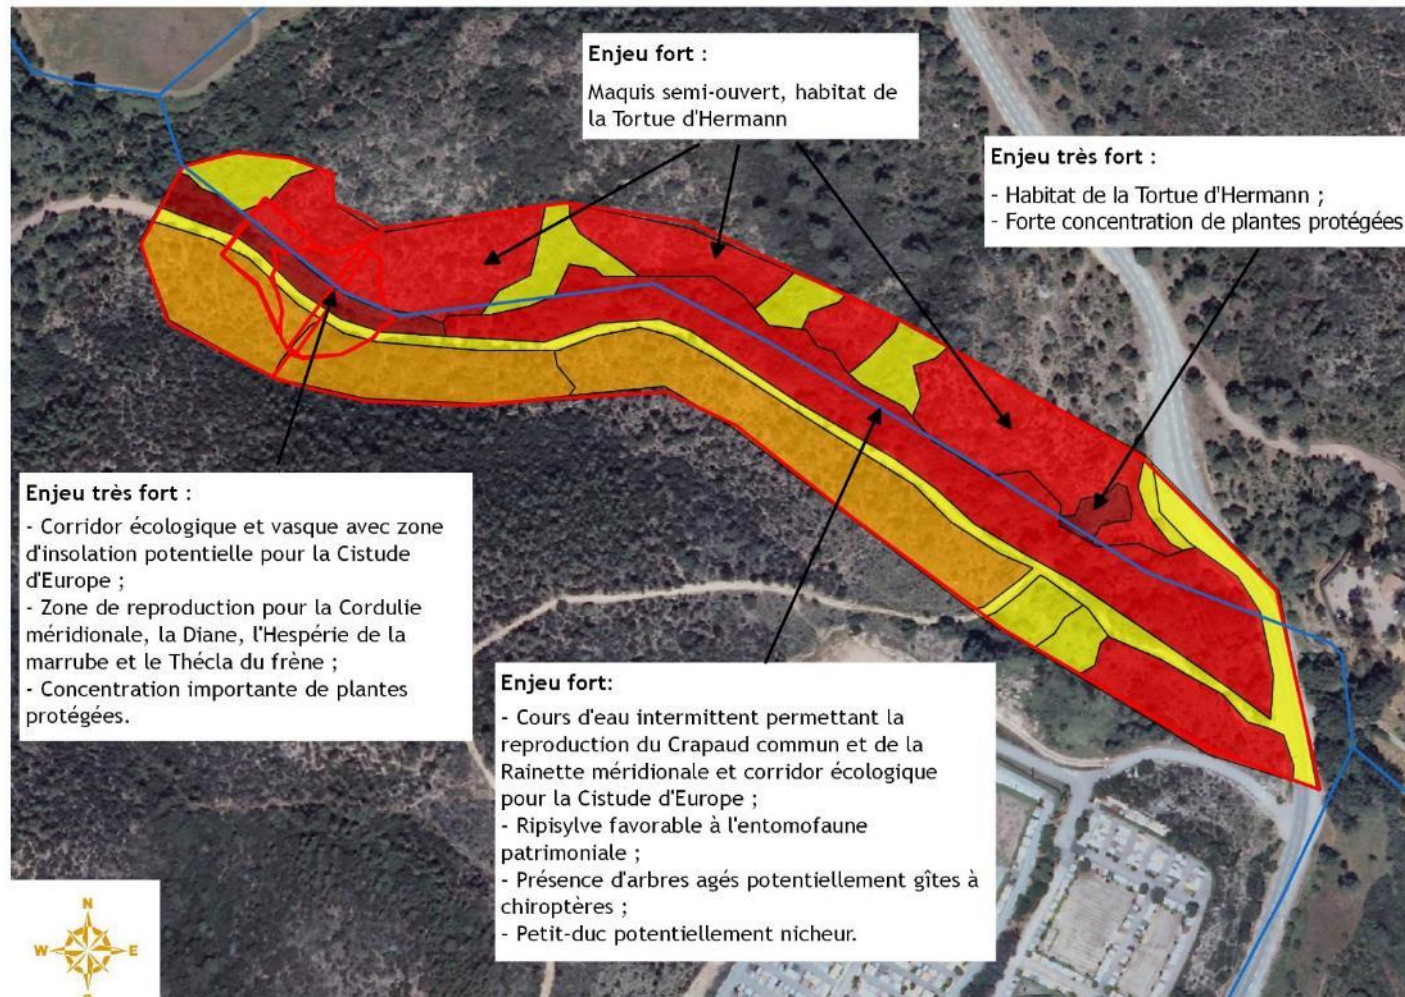 Enjeu fort :
Maquis semi-ouvert, habitat de
la Tortue d'Hermann
Enjeu très fort :
- Habitat de la Tortue d'Hermann ;
- Forte concentration de plantes protégées
Enjeu très fort :
- Corridor écologique et vasque avec zone
d'insolation potentielle pour la Cistude
d'Europe ;
- Zone de reproduction pour la Cordulie
méridionale, la Diane, l'Hespérie de la
marrube et le Thécla du frène ;
- Concentration importante de plantes
protégées.
Enjeu fort:
- Cours d'eau intermittent permettant la
reproduction du Crapaud commun et de la
Rainette méridionale et corridor écologique
pour la Cistude d'Europe ;
- Ripisylve favorable à l'entomofaune
patrimoniale ;
- Présence d'arbres agés potentiellement gîtes à
chiroptères ;
- Petit-duc potentiellement nicheur.
N
W E